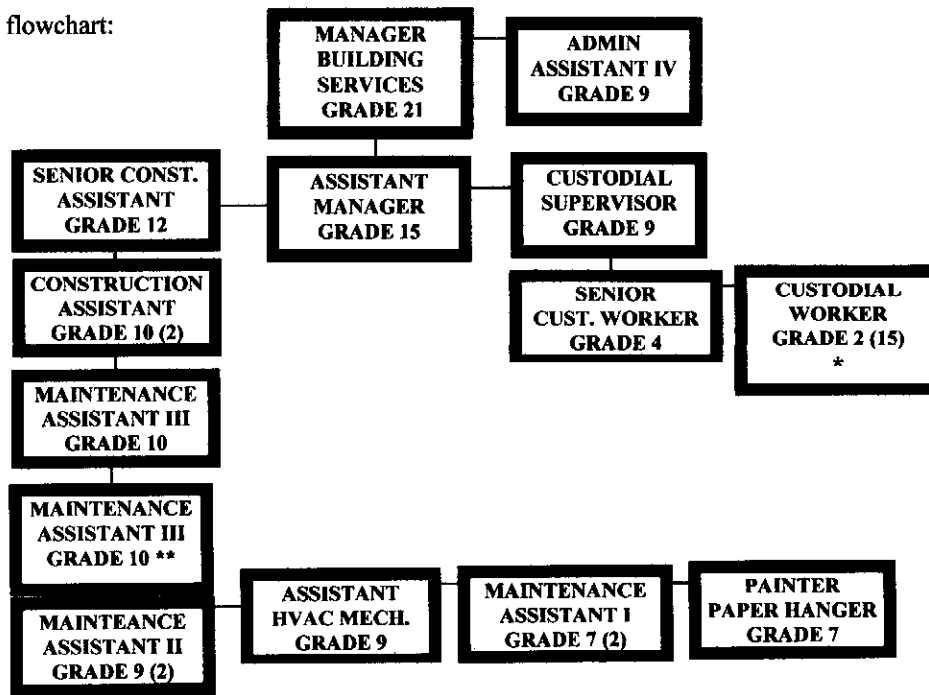 flowchart:
MANAGER
BUILDING
SERVICES
GRADE 21
ADMIN
ASSISTANT IV
GRADE 9
SENIOR CONST.
ASSISTANT
GRADE 12
ASSISTANT
MANAGER
GRADE 15
CUSTODIAL
SUPERVISOR
GRADE 9
CONSTRUCTION
ASSISTANT
GRADE 10 (2)
SENIOR
CUST. WORKER
GRADE 4
CUSTODIAL
WORKER
GRADE 2 (15)
*
MAINTENANCE
ASSISTANT III
GRADE 10
MAINTENANCE
ASSISTANT III
GRADE 10 **
MAINTEANCE
ASSISTANT II
GRADE 9 (2)
ASSISTANT
HVAC MECH.
GRADE 9
MAINTENANCE
ASSISTANT I
GRADE 7 (2)
PAINTER
PAPER HANGER
GRADE 7